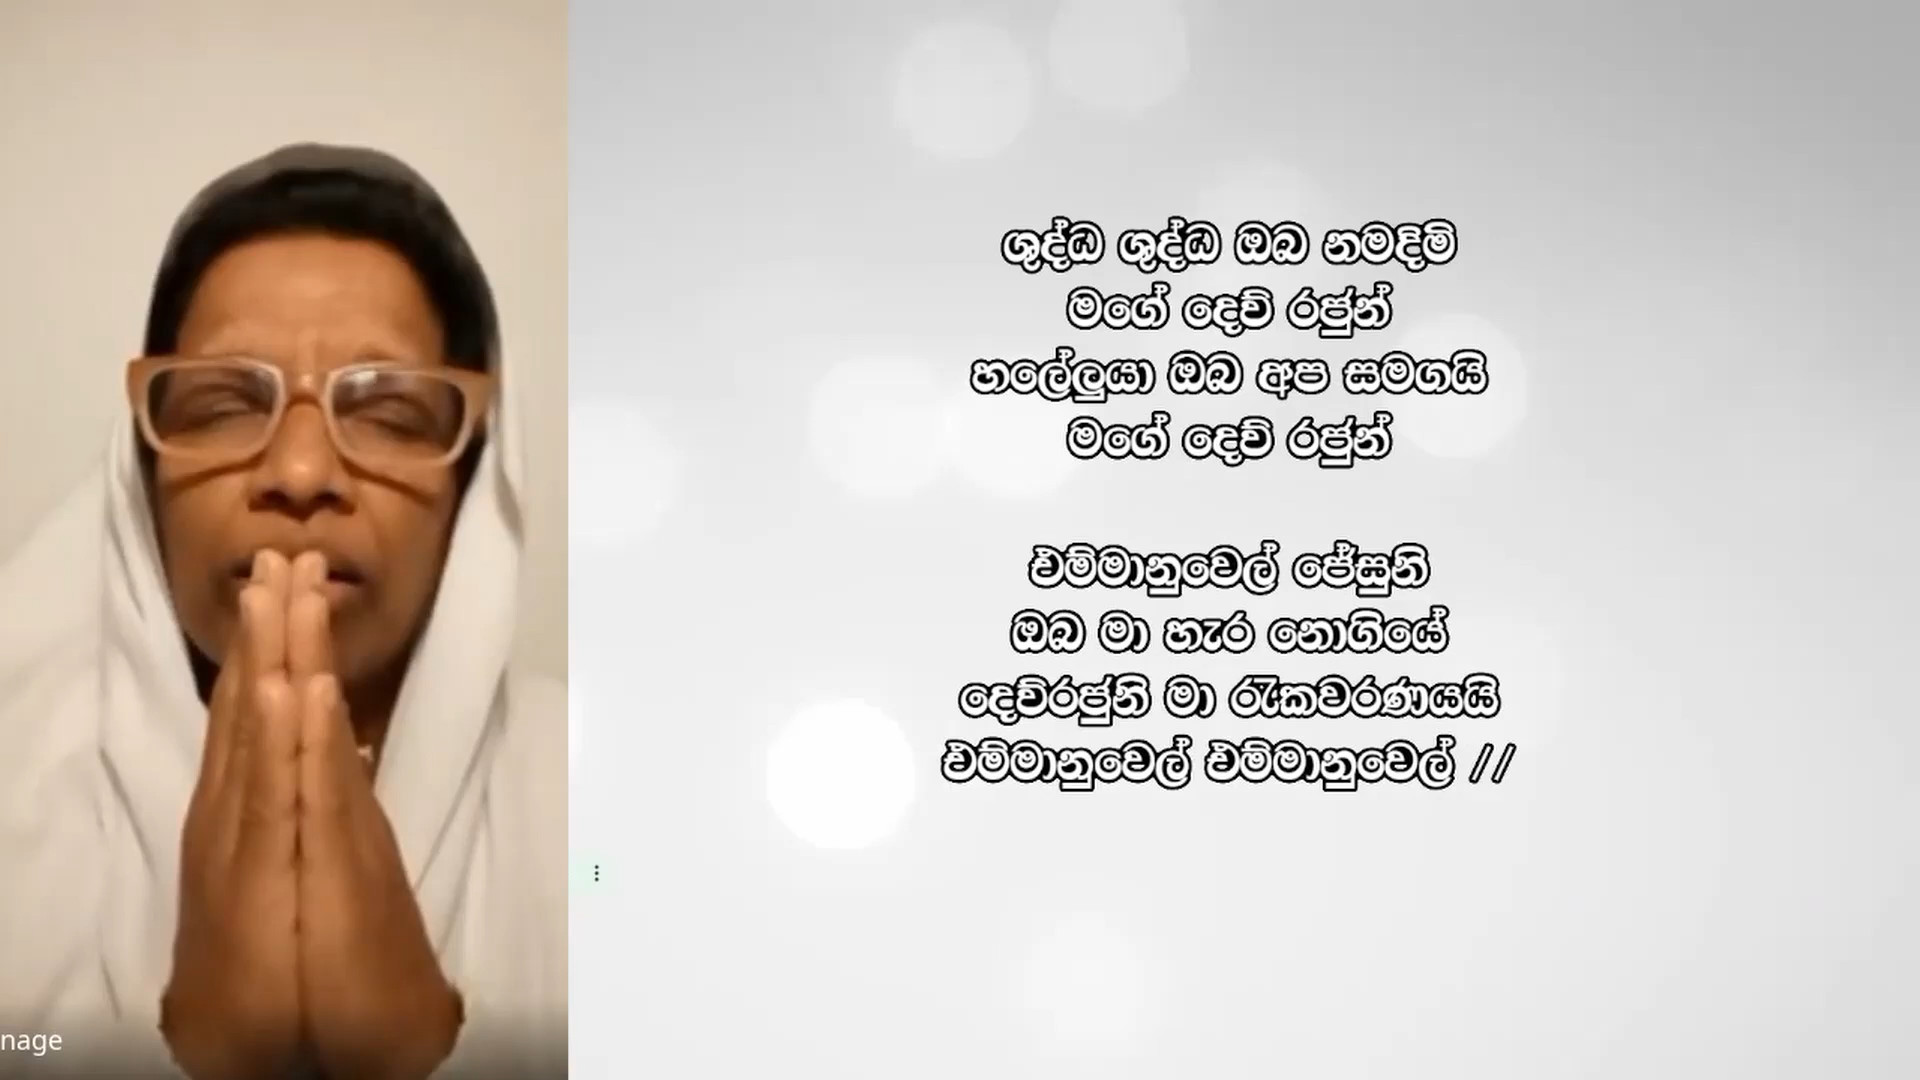 ශුද්ධ ශුද්ධ ඔබ නමදිමි
මගේ දෙව් රජුන්
හලේලුයා ඔබ අප සමගයි
මගේ දෙව් රජුන්
එම්මානුවෙල් ජේසුනි
ඔබ මා හැර නොගියේ
දෙව්රජුනි මා රැකවරණයයි
එම්මානුවෙල් එම්මානුවෙල් //
nage